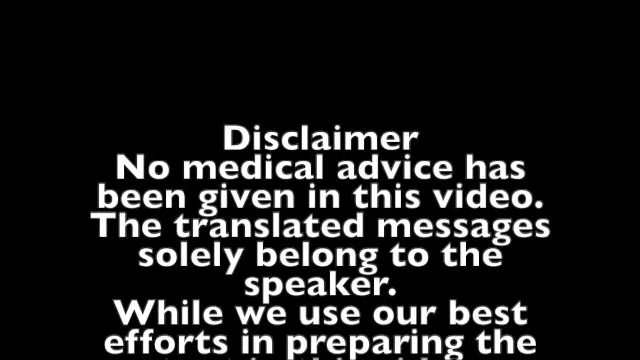 Disclaimer
No medical advice has
been given in this video.
The translated messages
solely belong to the
speaker.
While we use our best
efforts in preparing the